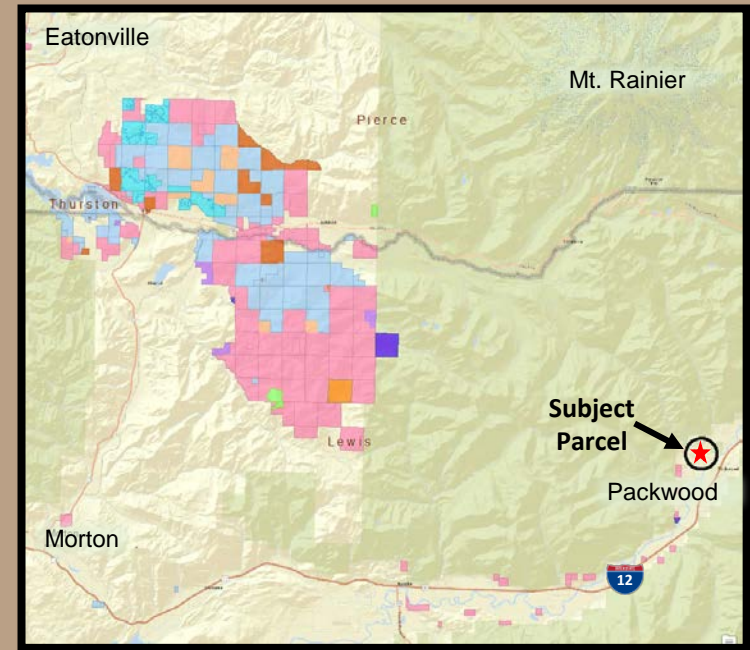 Eatonville
Mt. Rainier
Pierce
Thurston
Subject
Parcel
Lewis
Packwood
Morton
12